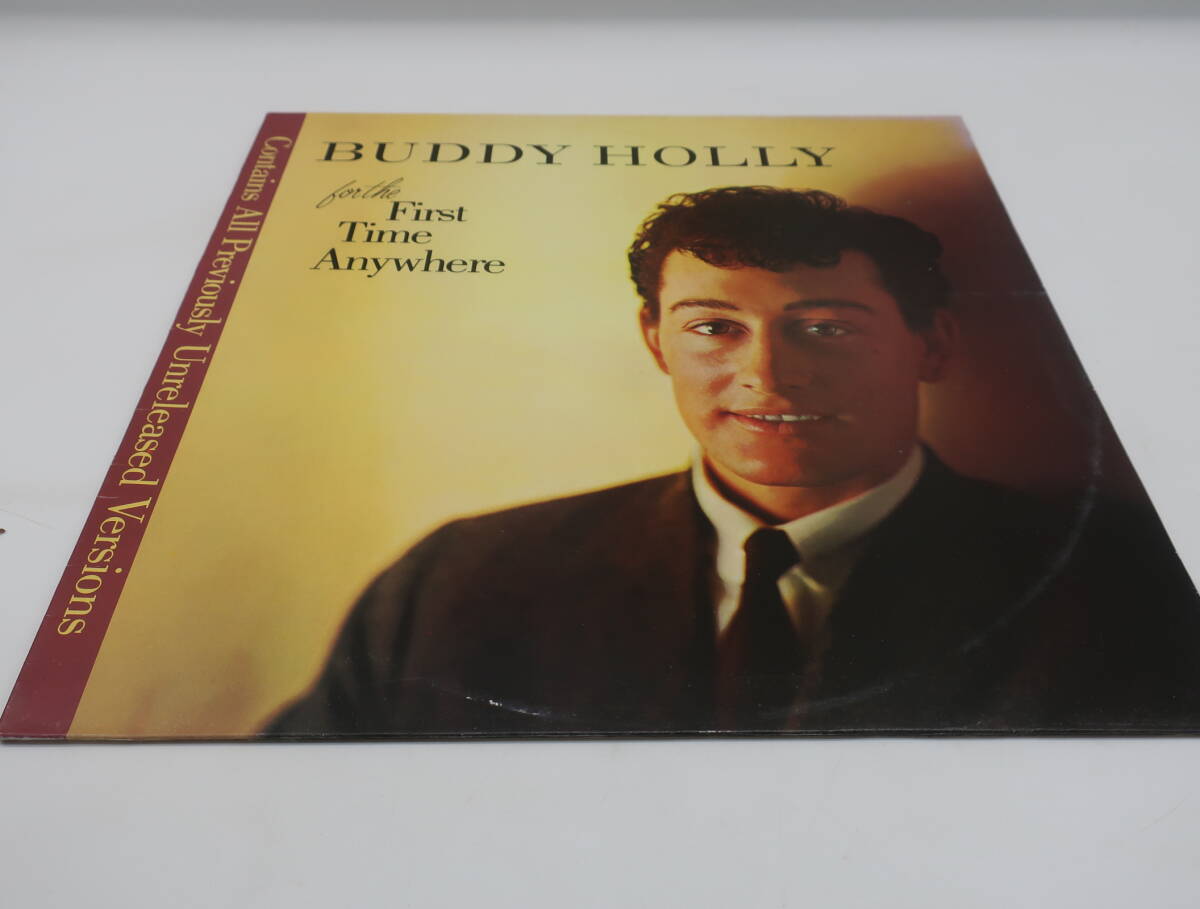 BUDDY HOLLY
for the
First
Time
Anywhere
Contains All Previously Unreleased Versions